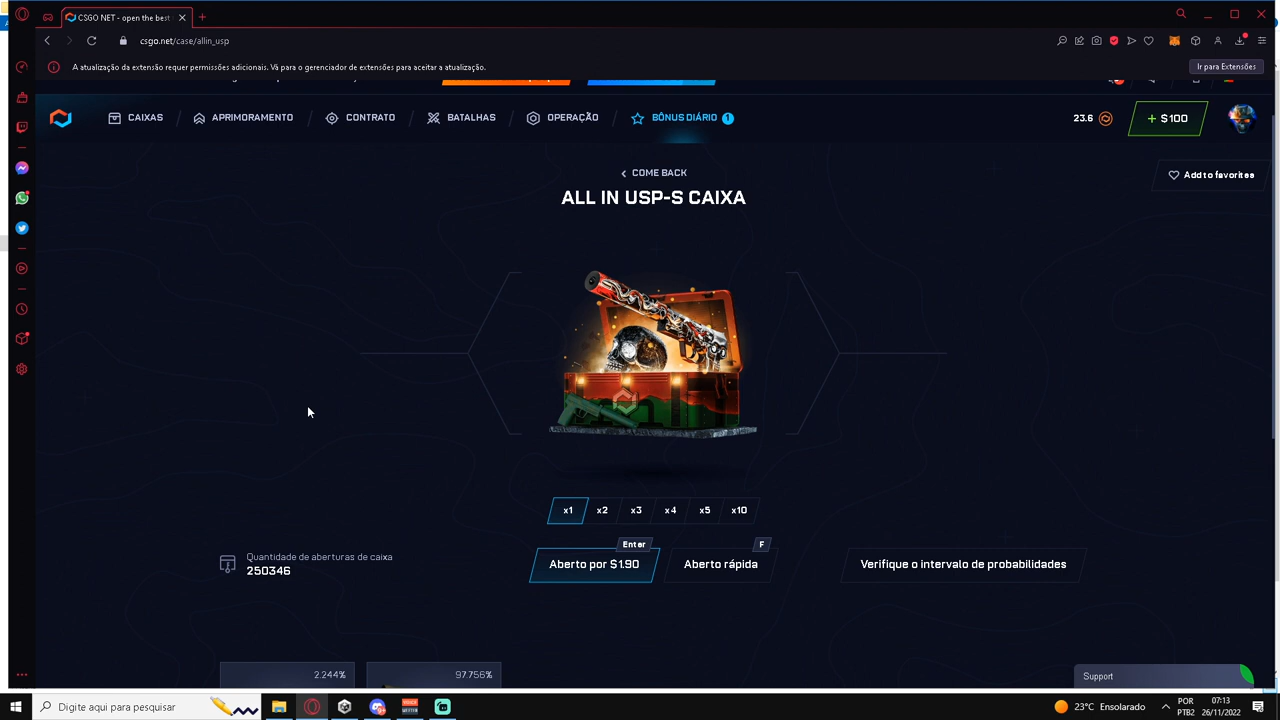 CSGO NET - open the best
csgo.net/case/allin_usp
A atualização da extensão requer permissões adicionais. Vá para o gerenciador de extensões para aceitar a atualização.
Ir para Extensões
CAIXAS
APRIMORAMENTO
CONTRATO
BATALHAS
OPERAÇÃO
BÔNUS DIÁRIO 1
23.6
+ $100
COME BACK
Add to favorites
ALL IN USP-S CAIXA
x1
x2
x3
x4
x5
x10
Enter
F
Quantidade de aberturas de caixa
250346
Aberto por $1.90
Aberto rápida
Verifique o intervalo de probabilidades
2.244%
97.756%
Support
Digite aqui para pesquisar
23°C Ensolarado
POR
PTB2
07:13
26/11/2022